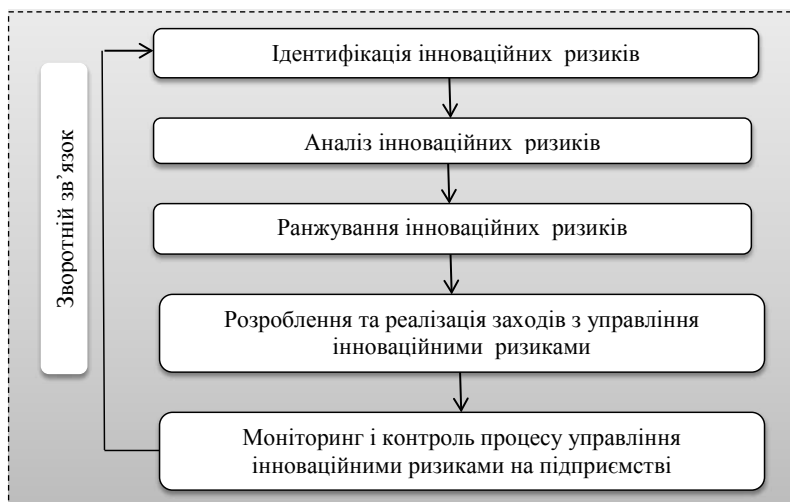 Ідентифікація інноваційних ризиків
Аналіз інноваційних ризиків
Ранжування інноваційних ризиків
Розроблення та реалізація заходів з управління
інноваційними ризиками
Моніторинг і контроль процесу управління
інноваційними ризиками на підприємстві
Зворотній зв’язок